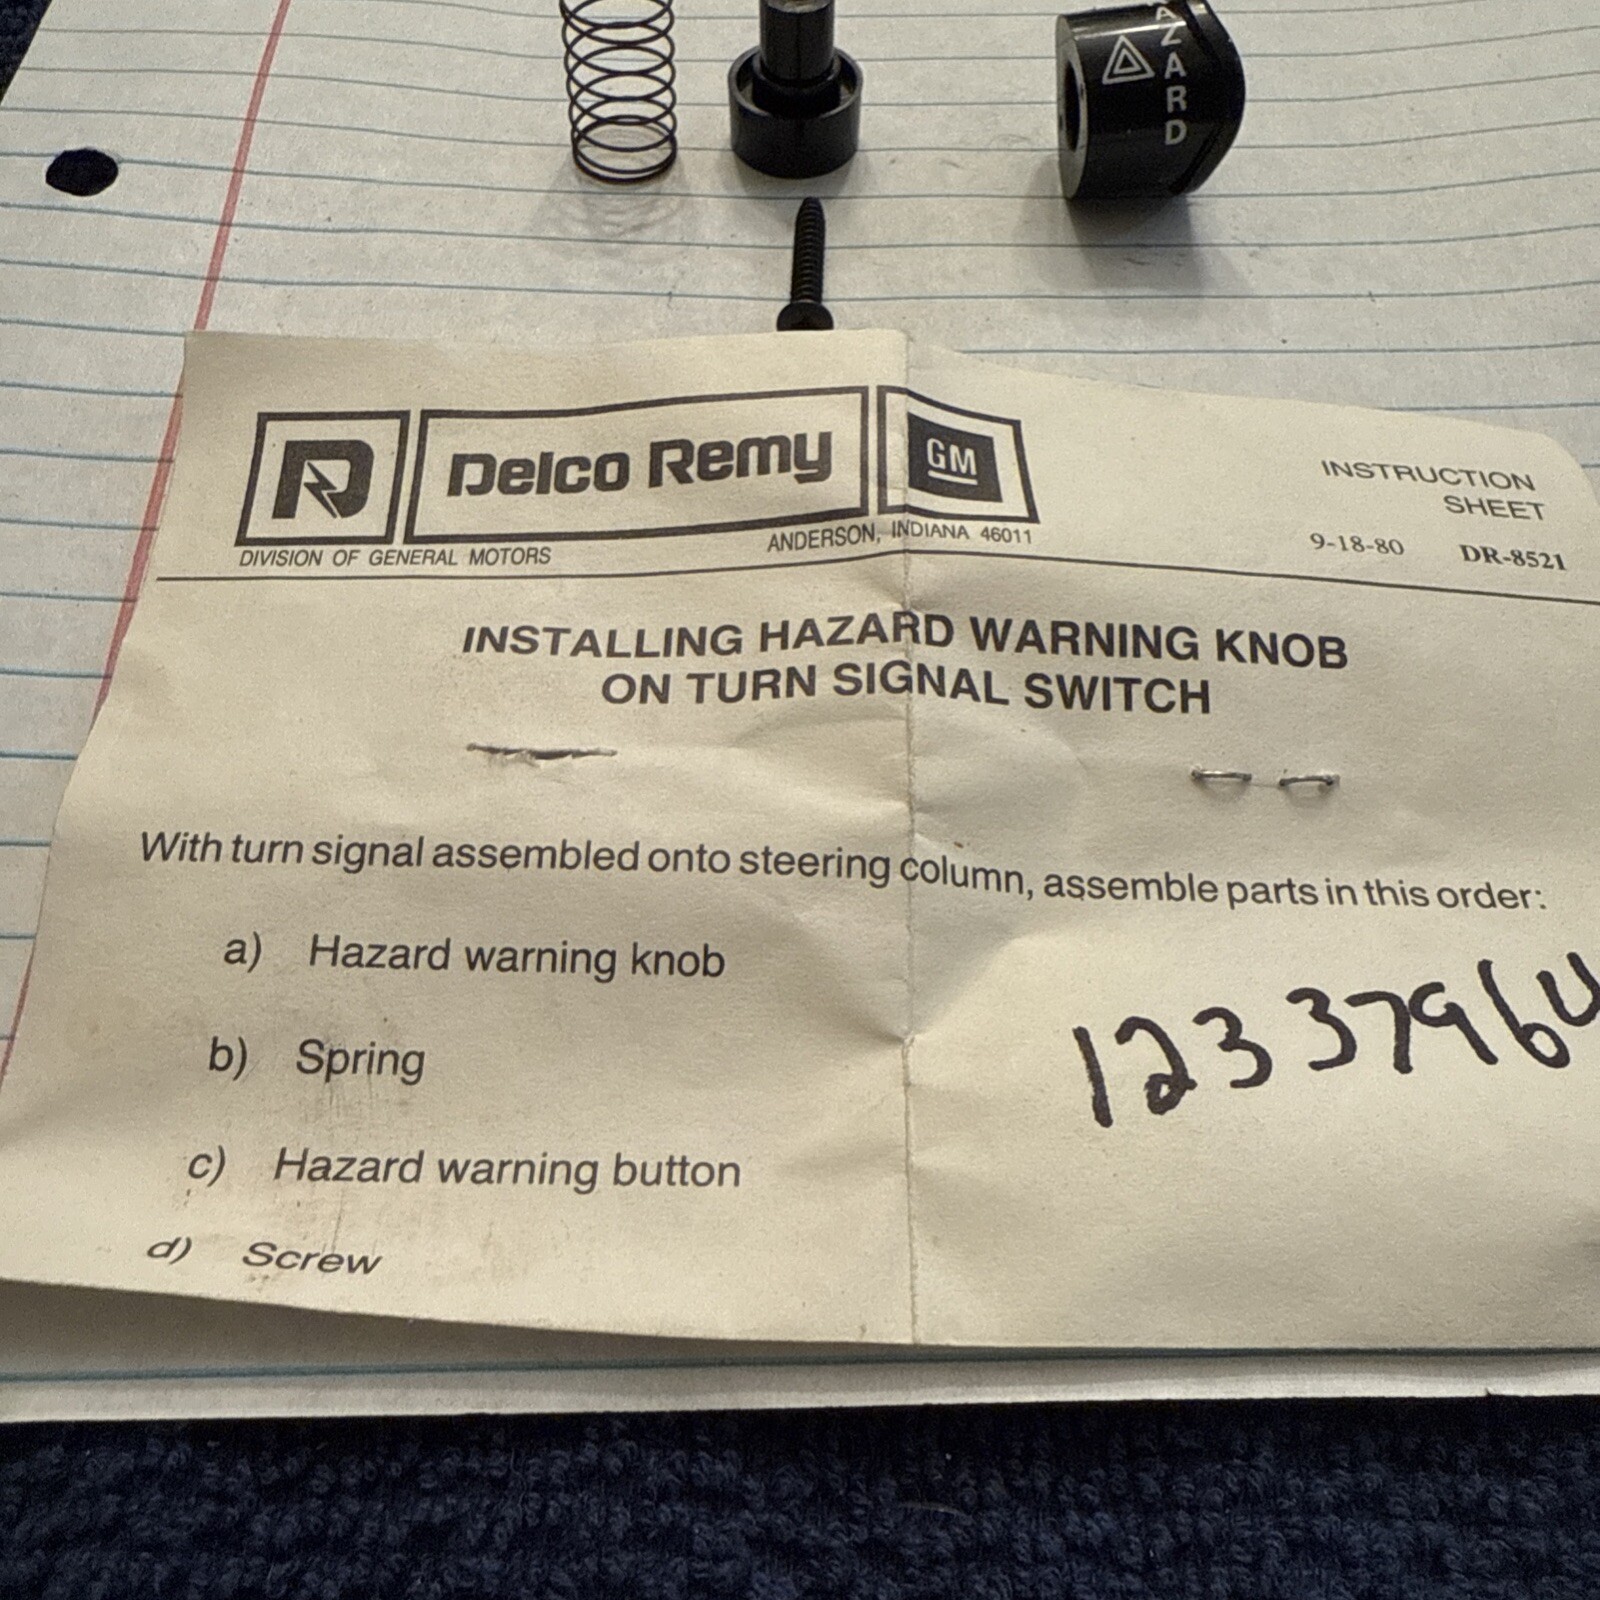 AZARD
Delco Remy
GM
DIVISION OF GENERAL MOTORS
ANDERSON, INDIANA 46011
INSTRUCTION
SHEET
9-18-80 DR-8521
INSTALLING HAZARD WARNING KNOB
ON TURN SIGNAL SWITCH
With turn signal assembled onto steering column, assemble parts in this order:
a) Hazard warning knob
b) Spring
c) Hazard warning button
d) Screw